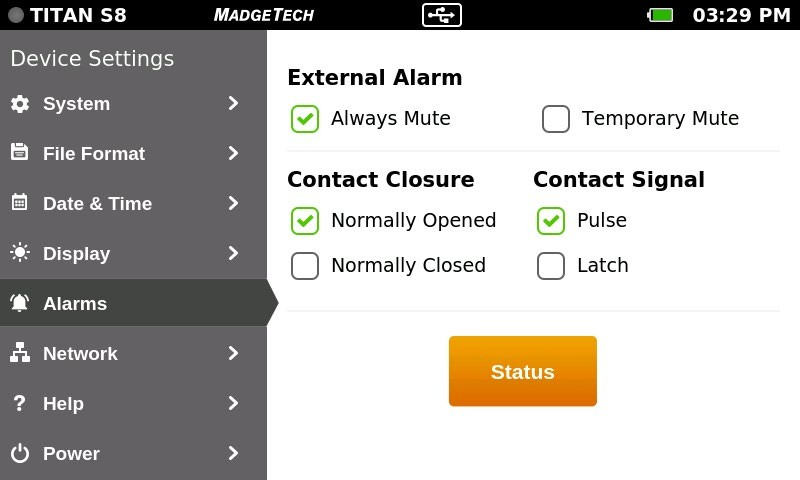 TITAN S8 MADGETECH 03:29 PM
Device Settings
System
File Format
Date & Time
Display
Alarms
Network
? Help
Power
External Alarm
Always Mute Temporary Mute
Contact Closure Contact Signal
Normally Opened Pulse
Normally Closed Latch
Status